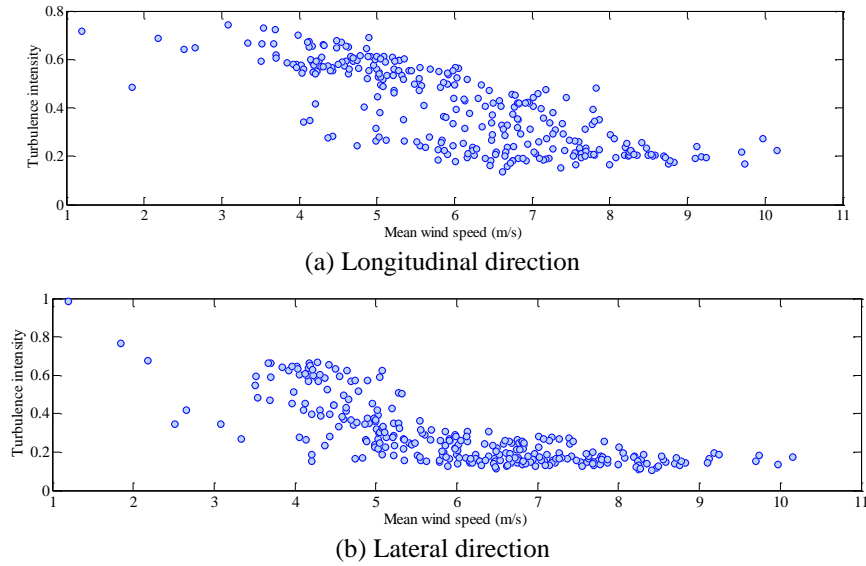 0.8
0.6
0.4
0.2
0
Turbulence intensity
1 2 3 4 5 6 7 8 9 10 11
Mean wind speed (m/s)
(a) Longitudinal direction
1
0.8
0.6
0.4
0.2
0
Turbulence intensity
1 2 3 4 5 6 7 8 9 10 11
Mean wind speed (m/s)
(b) Lateral direction